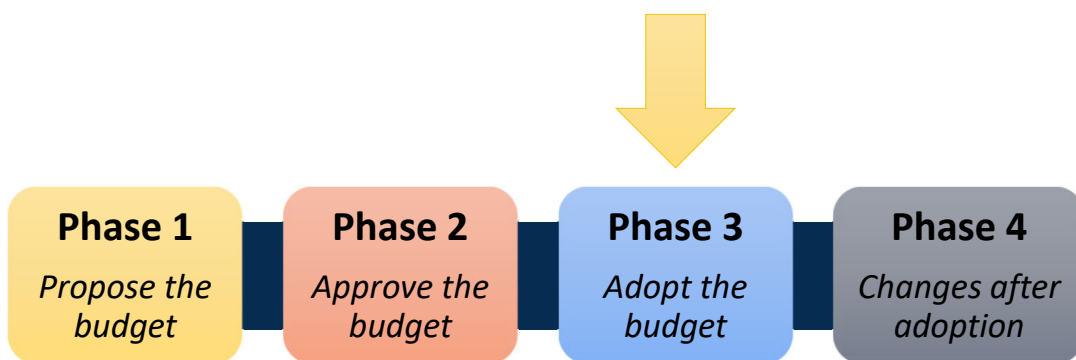 Phase 1
Propose the
budget
Phase 2
Approve the
budget
Phase 3
Adopt the
budget
Phase 4
Changes after
adoption